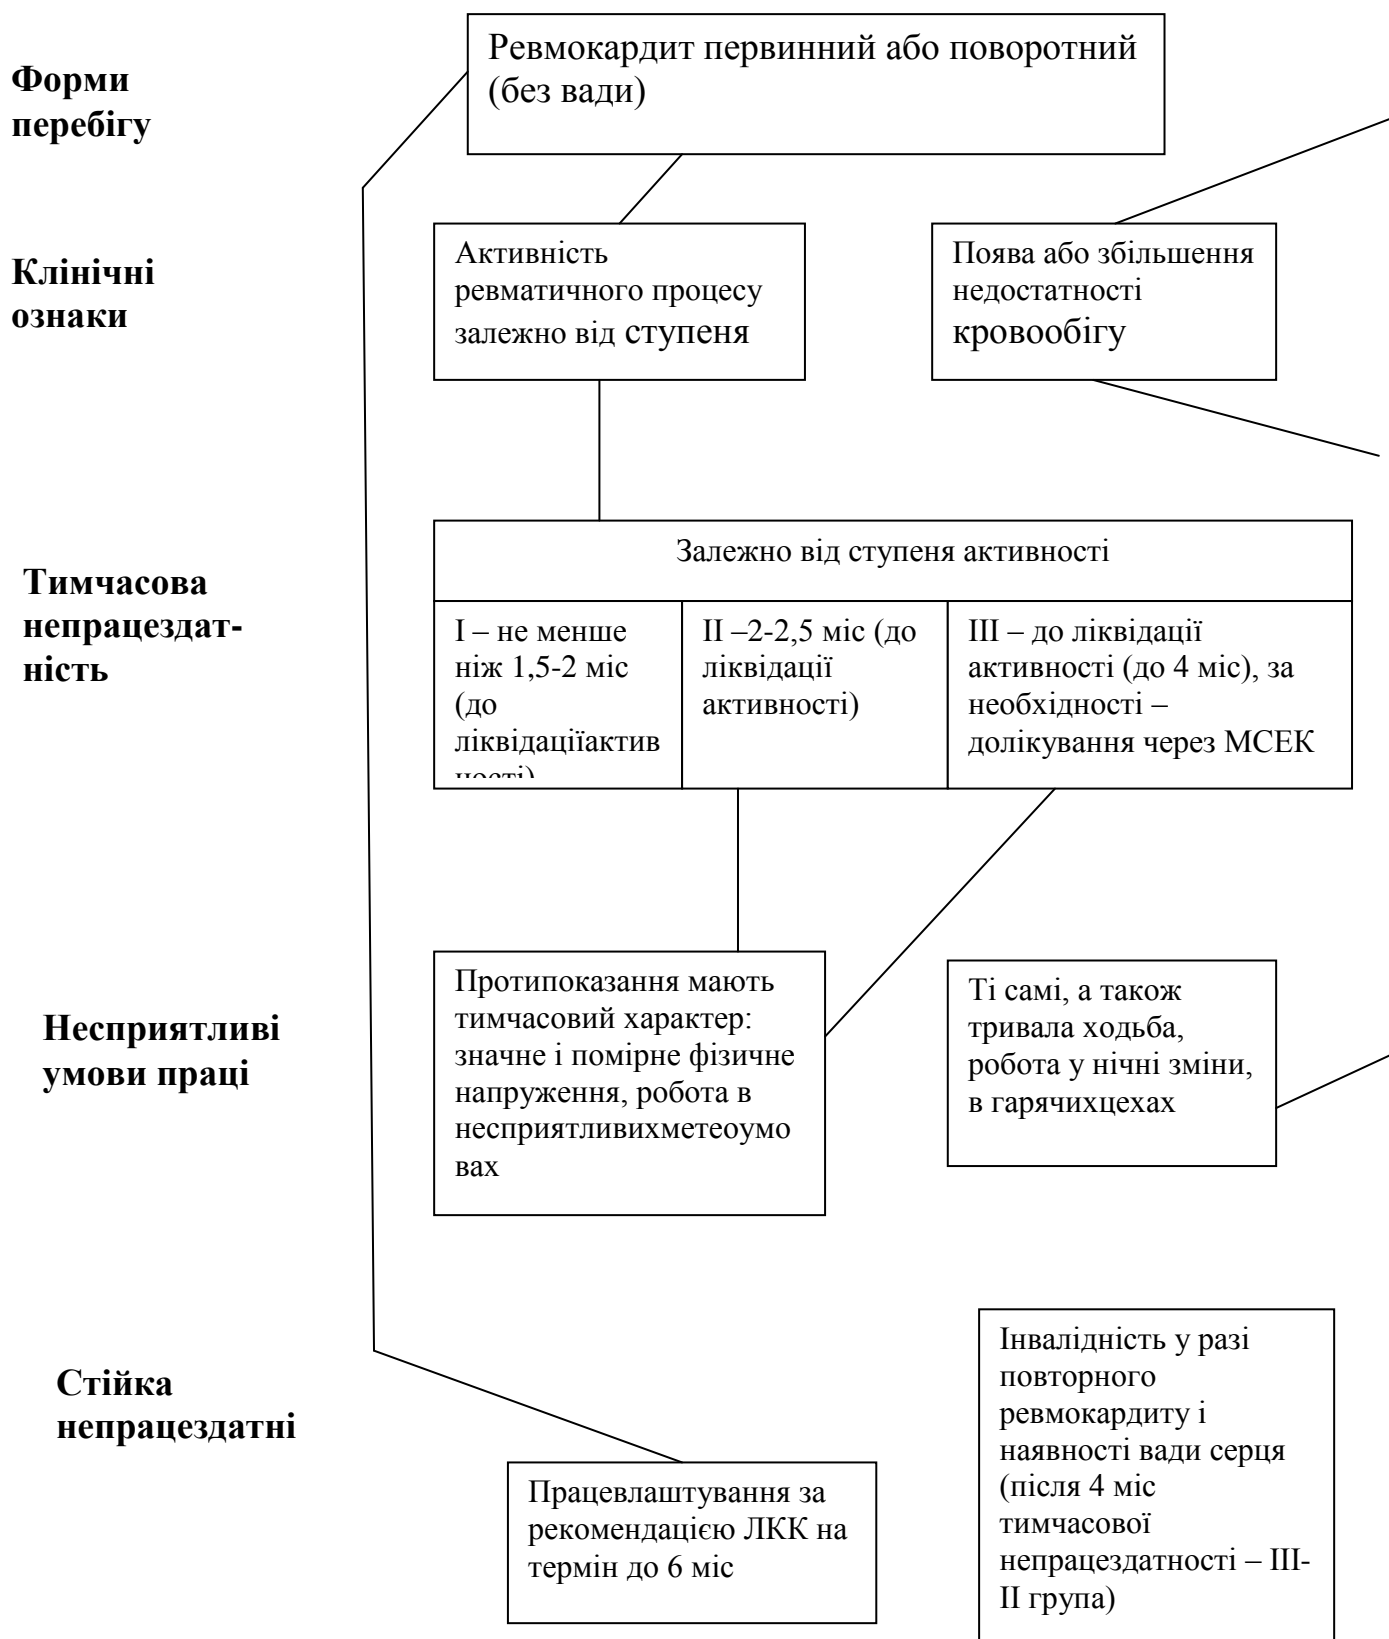 Форми
перебігу
Ревмокардит первинний або поворотний
(без вади)
Клінічні
ознаки
Активність
ревматичного процесу
залежно від ступеня
Поява або збільшення
недостатності
кровообігу
Тимчасова
непрацездат-
ність
Залежно від ступеня активності
І – не менше
ніж 1,5-2 міс
(до
ліквідаціїактив
ності)
ІІ –2-2,5 міс (до
ліквідації
активності)
ІІІ – до ліквідації
активності (до 4 міс), за
необхідності –
долікування через МСЕК
Несприятливі
умови праці
Протипоказання мають
тимчасовий характер:
значне і помірне фізичне
напруження, робота в
несприятливихметеоумо
вах
Ті самі, а також
тривала ходьба,
робота у нічні зміни,
в гарячихцехах
Стійка
непрацездатні
Працевлаштування за
рекомендацією ЛКК на
термін до 6 міс
Інвалідність у разі
повторного
ревмокардиту і
наявності вади серця
(після 4 міс
тимчасової
непрацездатності – ІІІ-
ІІ група)